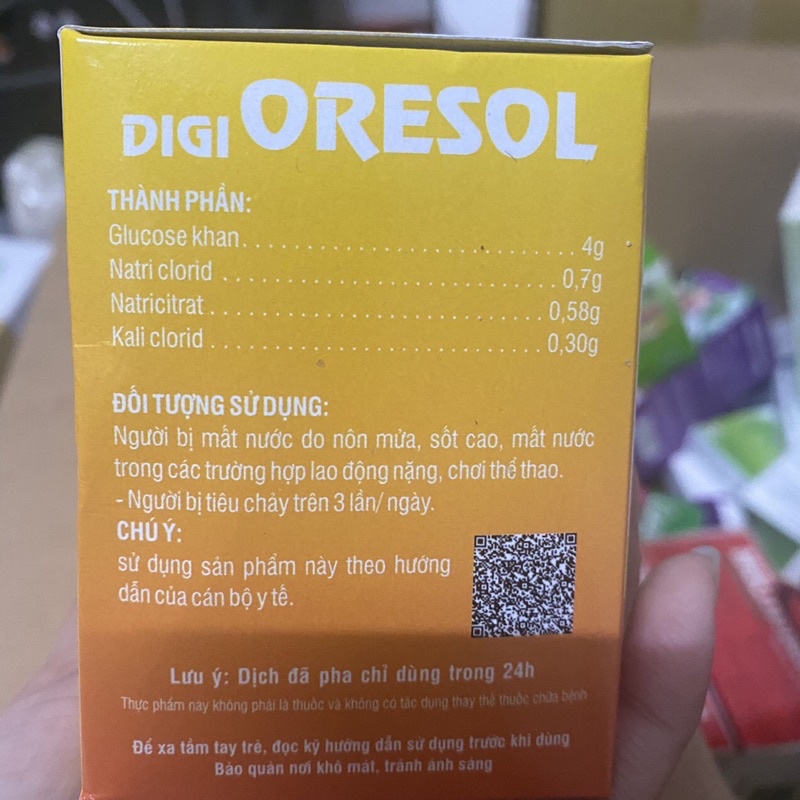 DIGI ORESOL
THÀNH PHẦN:
Glucose khan........................................ 4g
Natri clorid ........................................ 0,7g
Natricitrat ........................................ 0,58g
Kali clorid ........................................ 0,30g
ĐỐI TƯỢNG SỬ DỤNG:
Người bị mất nước do nôn mửa, sốt cao, mất nước
trong các trường hợp lao động nặng, chơi thể thao.
- Người bị tiêu chảy trên 3 lần/ ngày.
CHÚ Ý:
sử dụng sản phẩm này theo hướng
dẫn của cán bộ y tế.
Lưu ý: Dịch đã pha chỉ dùng trong 24h
Thực phẩm này không phải là thuốc và không có tác dụng thay thế thuốc chữa bệnh
Để xa tầm tay trẻ, đọc kỹ hướng dẫn sử dụng trước khi dùng
Bảo quản nơi khô mát, tránh ánh sáng